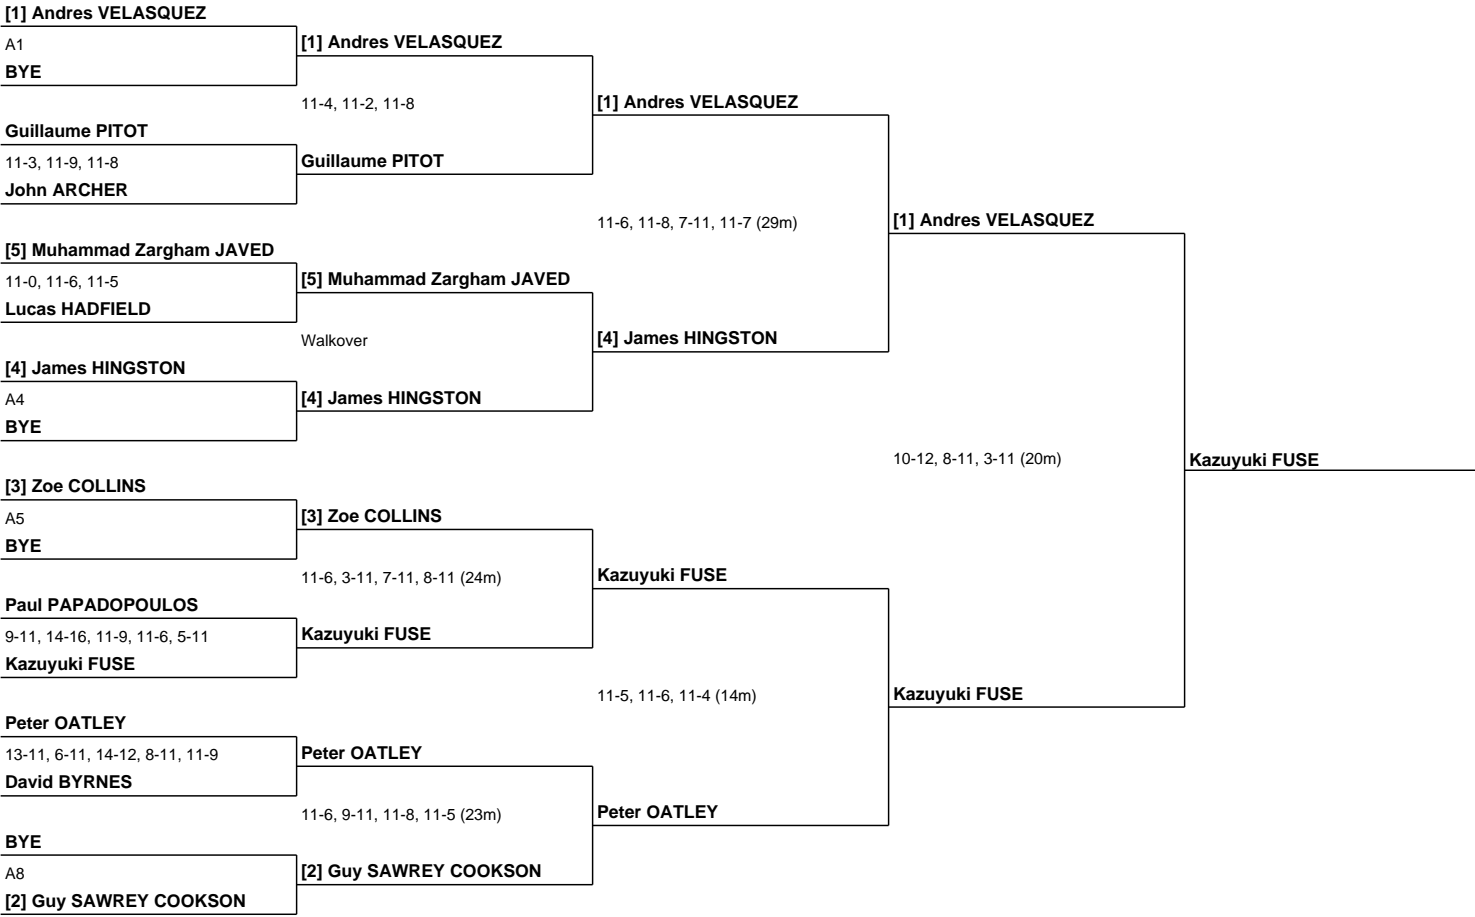 [1] Andres VELASQUEZ
A1
BYE
Guillaume PITOT
11-3, 11-9, 11-8
John ARCHER
[5] Muhammad Zargham JAVED
11-0, 11-6, 11-5
Lucas HADFIELD
[4] James HINGSTON
A4
BYE
[3] Zoe COLLINS
A5
BYE
Paul PAPADOPOULOS
9-11, 14-16, 11-9, 11-6, 5-11
Kazuyuki FUSE
Peter OATLEY
13-11, 6-11, 14-12, 8-11, 11-9
David BYRNES
BYE
A8
[2] Guy SAWREY COOKSON
[1] Andres VELASQUEZ
11-4, 11-2, 11-8
Guillaume PITOT
[5] Muhammad Zargham JAVED
Walkover
[4] James HINGSTON
[3] Zoe COLLINS
11-6, 3-11, 7-11, 8-11 (24m)
Kazuyuki FUSE
Peter OATLEY
11-6, 9-11, 11-8, 11-5 (23m)
[2] Guy SAWREY COOKSON
[1] Andres VELASQUEZ
11-6, 11-8, 7-11, 11-7 (29m)
[4] James HINGSTON
Kazuyuki FUSE
11-5, 11-6, 11-4 (14m)
Peter OATLEY
[1] Andres VELASQUEZ
10-12, 8-11, 3-11 (20m)
Kazuyuki FUSE
Kazuyuki FUSE